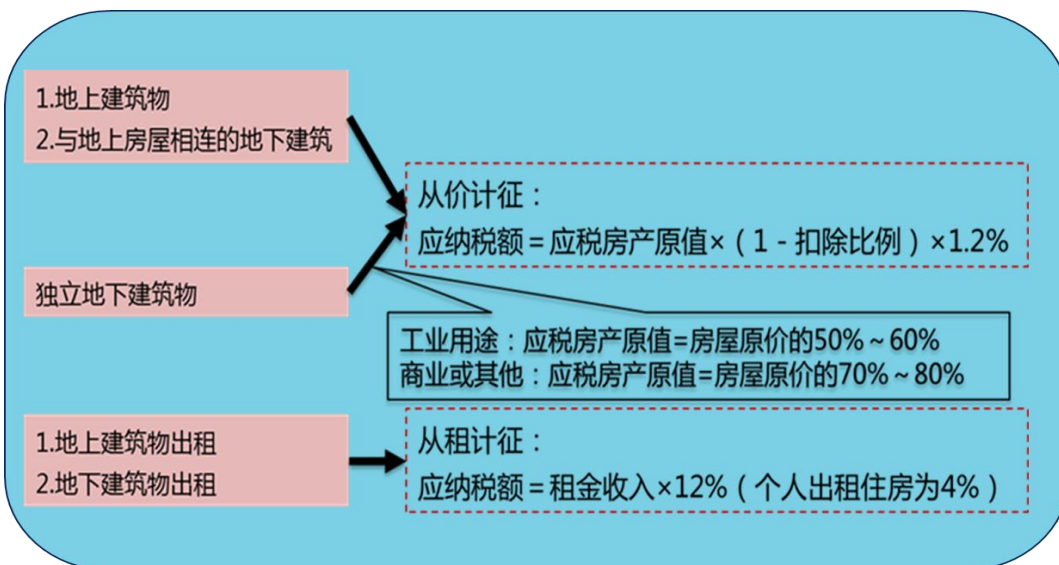 1.地上建筑物
2.与地上房屋相连的地下建筑
从价计征：
应纳税额＝应税房产原值×（1－扣除比例）×1.2%
独立地下建筑物
工业用途：应税房产原值=房屋原价的50%～60%
商业或其他：应税房产原值=房屋原价的70%～80%
1.地上建筑物出租
2.地下建筑物出租
从租计征：
应纳税额＝租金收入×12%（个人出租住房为4%）